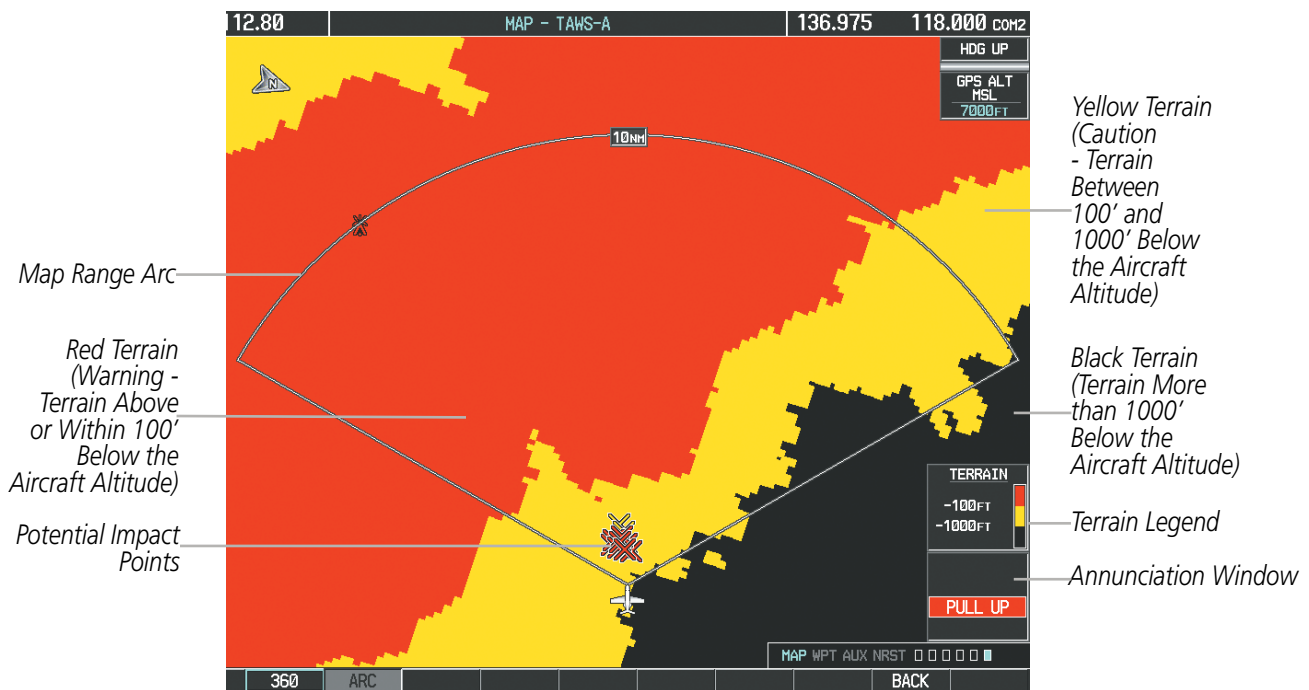 112.80 MAP – TAWS-A 136.975 118.000 COM2
HDG UP
GPS ALT
MSL
7000FT
N
10NM
Map Range Arc
Red Terrain
(Warning -
Terrain Above
or Within 100'
Below the
Aircraft Altitude)
Potential Impact
Points
Yellow Terrain
(Caution
- Terrain
Between
100' and
1000' Below
the Aircraft
Altitude)
Black Terrain
(Terrain More
than 1000'
Below the
Aircraft Altitude)
TERRAIN
-100FT
-1000FT
Terrain Legend
Annunciation Window
PULL UP
MAP WPT AUX NRST
360 ARC BACK